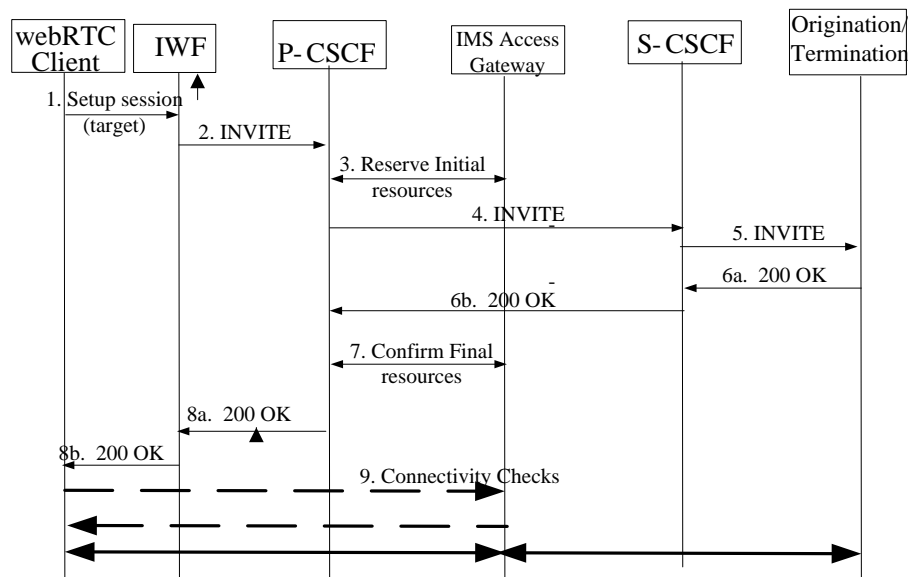 webRTC
Client
IWF
P- CSCF
IMS Access
Gateway
S- CSCF
Origination/
Termination
1. Setup session
(target)
2. INVITE
3. Reserve Initial
resources
4. INVITE
5. INVITE
6a. 200 OK
6b. 200 OK
7. Confirm Final
resources
8a. 200 OK
8b. 200 OK
9. Connectivity Checks